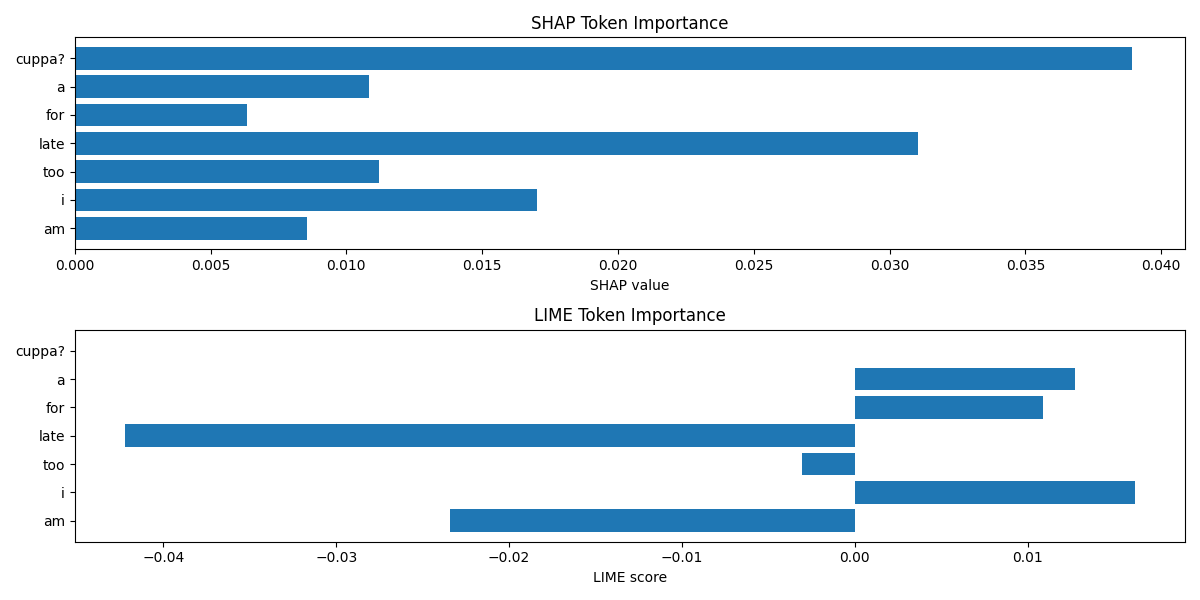 SHAP Token Importance
cuppa?
a
for
late
too
i
am
0.000 0.005 0.010 0.015 0.020 0.025 0.030 0.035 0.040
SHAP value
LIME Token Importance
cuppa?
a
for
late
too
i
am
−0.04 −0.03 −0.02 −0.01 0.00 0.01
LIME score